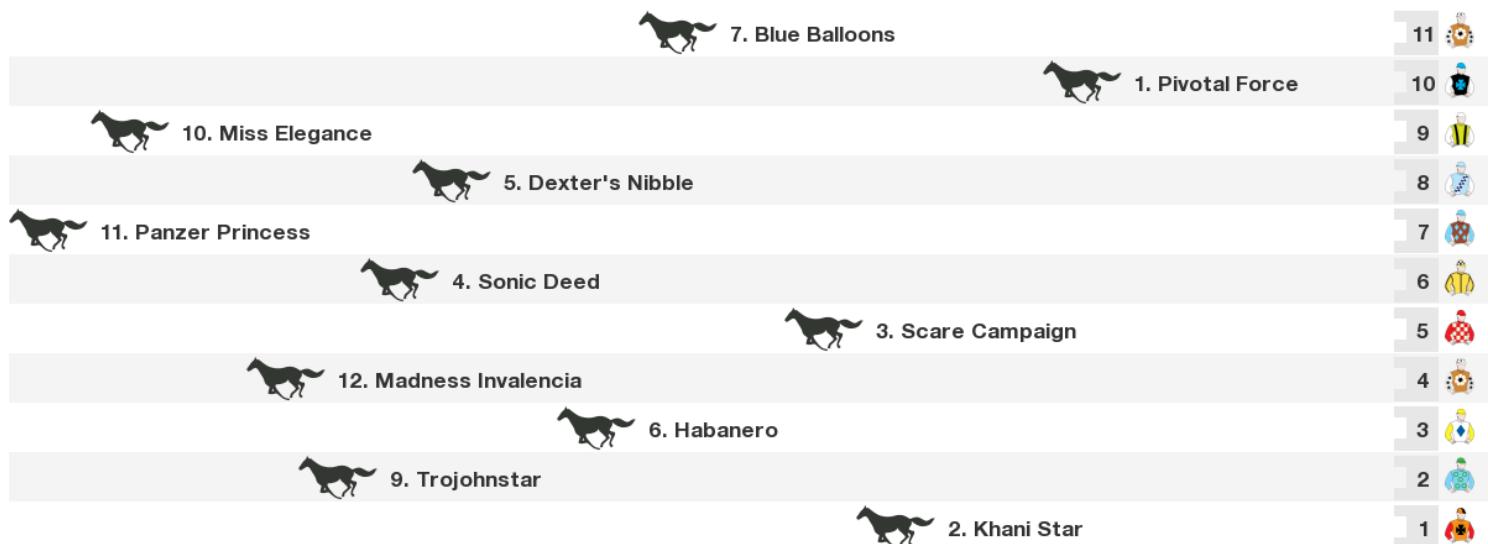 7. Blue Balloons 11
1. Pivotal Force 10
10. Miss Elegance 9
5. Dexter's Nibble 8
11. Panzer Princess 7
4. Sonic Deed 6
3. Scare Campaign 5
12. Madness Invalencia 4
6. Habanero 3
9. Trojohnstar 2
2. Khani Star 1